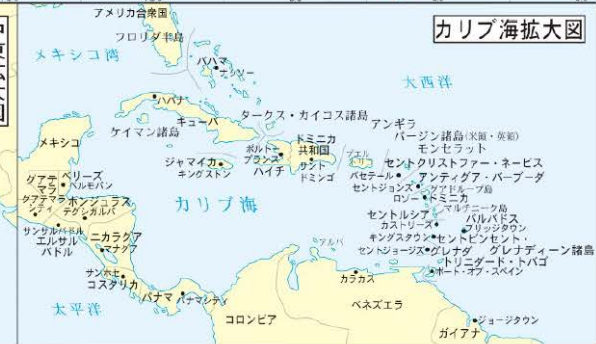 カリブ海拡大図
アメリカ合衆国
フロリダ半島
メキシコ湾
バハマ
ナッソー
大西洋
ハバナ
キューバ
タークス・カイコス諸島
アンギラ
バージン諸島(米領・英領)
モンセラット
メキシコ
ケイマン諸島
ドミニカ
共和国
ポルトー
プランス
ハイチ
サント
ドミンゴ
プエル
トリコ
セントクリストファー・ネービス
ジャマイカ
キングストン
バセテール
アンティグア・バーブーダ
セントジョンズ
グアドループ島
ロゾー
ドミニカ
マルチニーク島
グアテ
マラ
ベリーズ
ベルモパン
グアテマラ
シティ
ホンジュラス
テグシガルパ
カリブ海
セントルシア
カストリーズ
バルバドス
ブリッジタウン
サンサルバドル
エルサル
バドル
ニカラグア
マナグア
キングスタウン
セントビンセント・
グレナディーン諸島
セントジョージズ
グレナダ
アルバ
トリニダード・トバゴ
ポート・オブ・スペイン
サンホセ
コスタリカ
パナマ
パナマシティ
太平洋
カラカス
ベネズエラ
コロンビア
ジョージタウン
ガイアナ